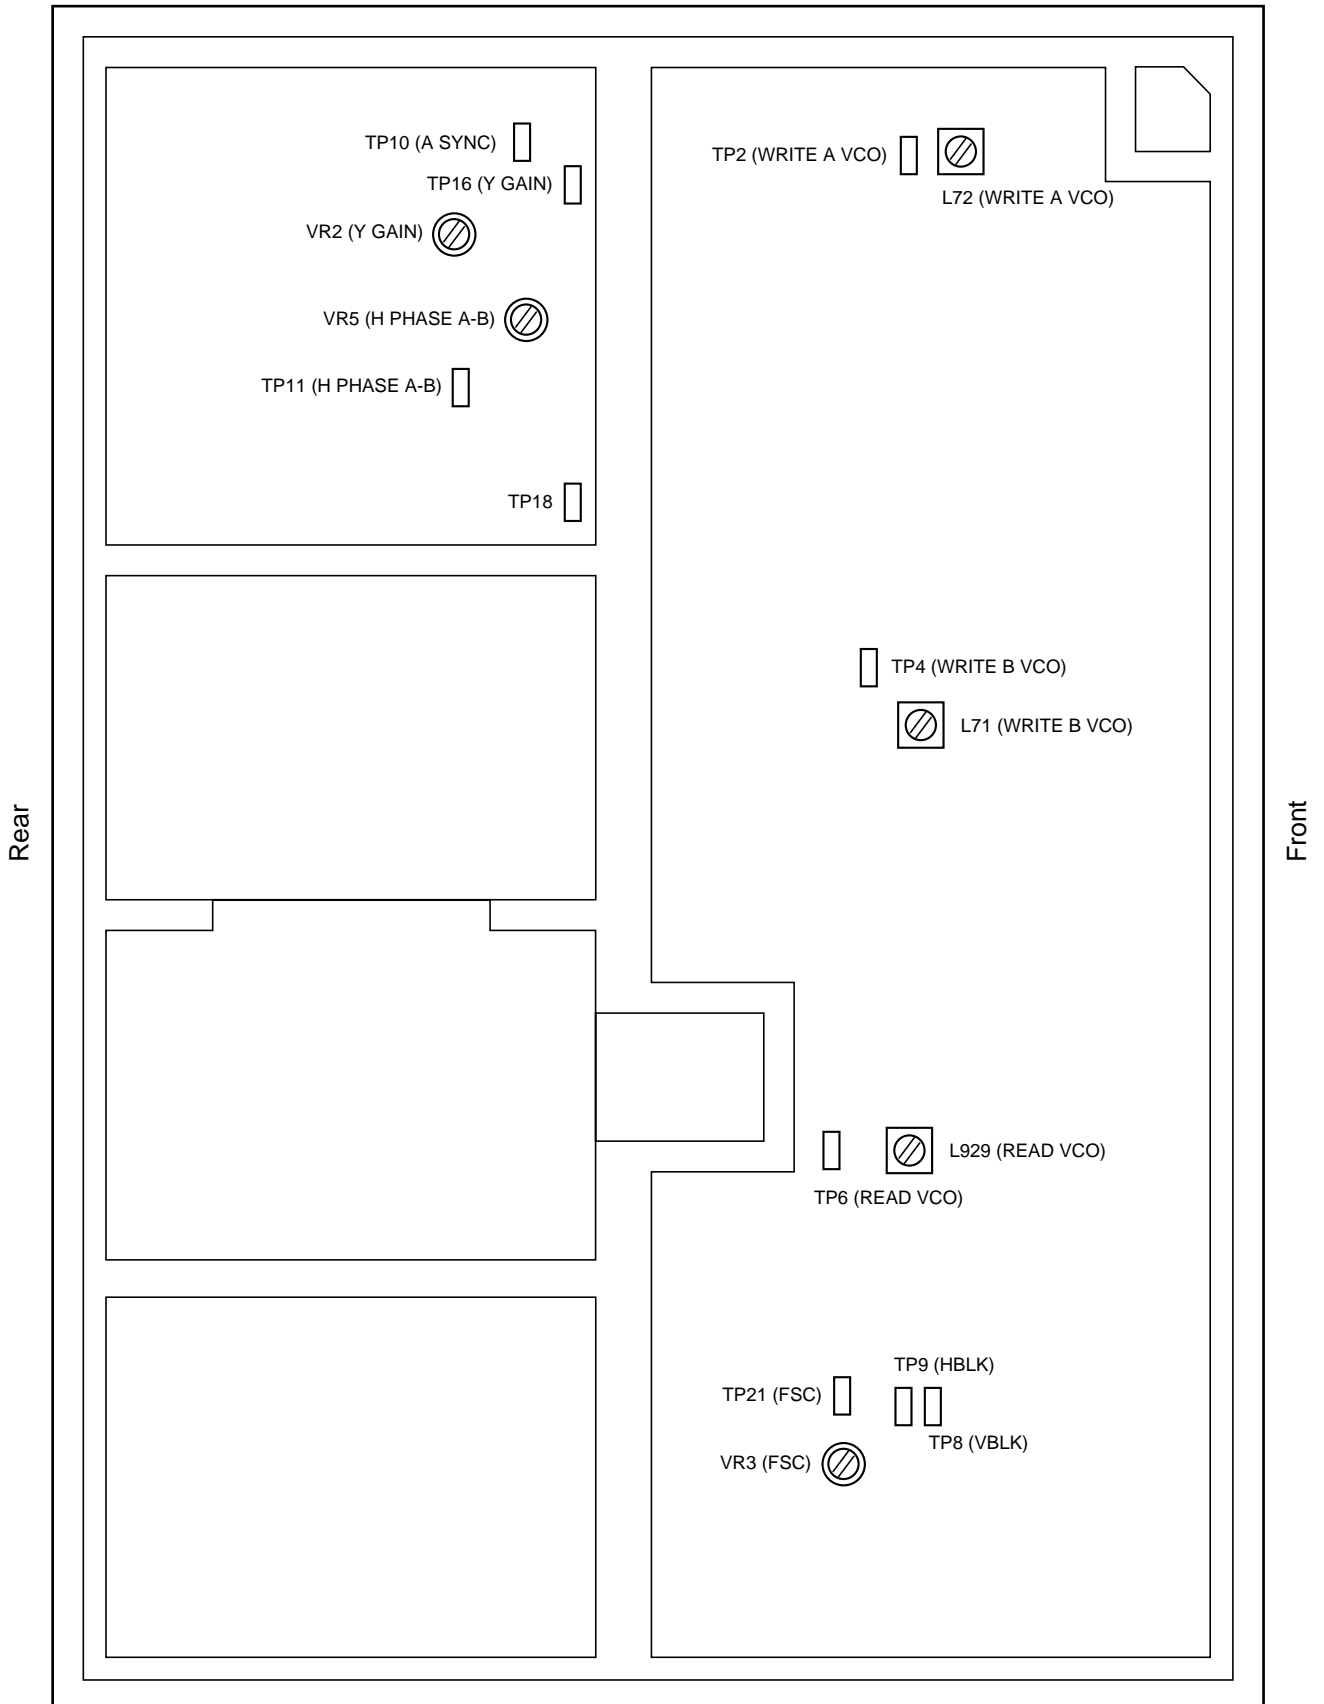 TP10 (A SYNC)
TP16 (Y GAIN)
VR2 (Y GAIN)
VR5 (H PHASE A-B)
TP11 (H PHASE A-B)
TP18
TP2 (WRITE A VCO)
L72 (WRITE A VCO)
TP4 (WRITE B VCO)
L71 (WRITE B VCO)
Rear
Front
L929 (READ VCO)
TP6 (READ VCO)
TP9 (HBLK)
TP21 (FSC)
TP8 (VBLK)
VR3 (FSC)